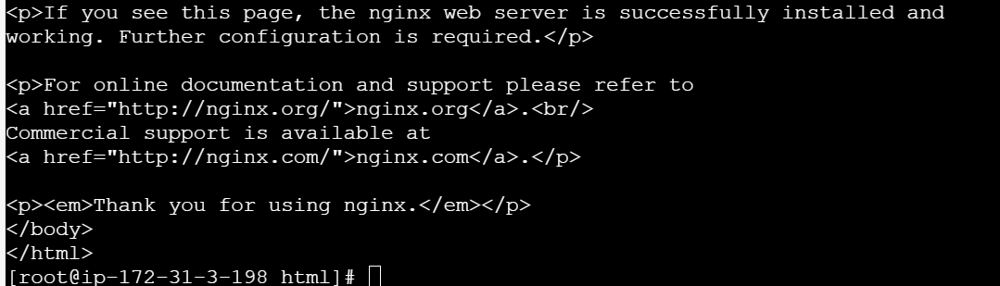 <p>If you see this page, the nginx web server is successfully installed and
working. Further configuration is required.</p>
<p>For online documentation and support please refer to
<a href="http://nginx.org/">nginx.org</a>.<br/>
Commercial support is available at
<a href="http://nginx.com/">nginx.com</a>.</p>
<p><em>Thank you for using nginx.</em></p>
</body>
</html>
[root@ip-172-31-3-198 html]#